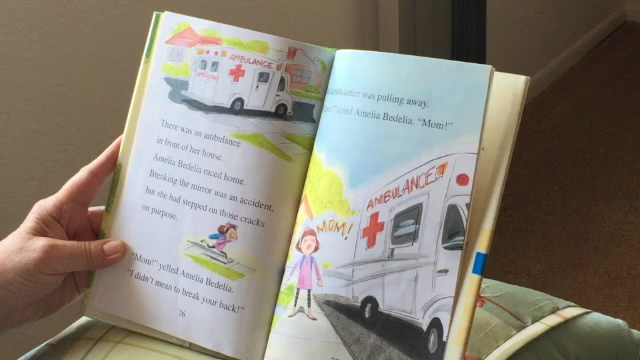 AMBULANCE
There was an ambulance
in front of her house.
Amelia Bedelia raced home.
Breaking the mirror was an accident,
but she had stepped on those cracks
on purpose.
"Mom!" yelled Amelia Bedelia.
"I didn't mean to break your back!"
36
was pulling away.
cried Amelia Bedelia. "Mom!"
AMBULANCE
MOM!